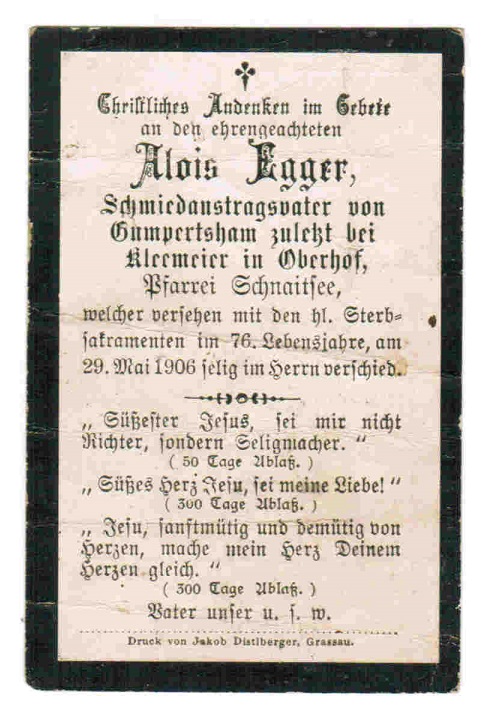 Christliches Andenken im Gebete
an den ehrengeachteten
Alois Egger,
Schmiedaustragsvater von
Gumpertsham zuletzt bei
Kleemeier in Oberhof,
Pfarrei Schnaitsee,
welcher versehen mit den hl. Sterb-
sakramenten im 76. Lebensjahre, am
29. Mai 1906 selig im Herrn verschied.
„Süßester Jesus, sei mir nicht
Richter, sondern Seligmacher."
(50 Tage Ablaß.)
„Süßes Herz Jesu, sei meine Liebe!"
(300 Tage Ablaß.)
„Jesu, sanftmütig und demütig von
Herzen, mache mein Herz Deinem
Herzen gleich."
(300 Tage Ablaß.)
Vater unser u. s. w.
Druck von Jakob Distlberger, Grassau.